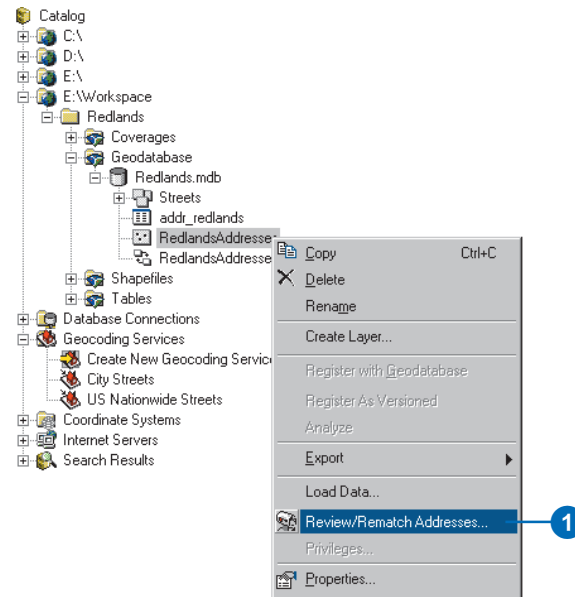 Catalog
C:\
D:\
E:\
E:\Workspace
Redlands
Coverages
Geodatabase
Redlands.mdb
Streets
addr_redlands
RedlandsAddresse
RedlandsAddresse
Shapefiles
Tables
Database Connections
Geocoding Services
Create New Geocoding Service
City Streets
US Nationwide Streets
Coordinate Systems
Internet Servers
Search Results
Copy Ctrl+C
Delete
Rename
Create Layer...
Register with Geodatabase
Register As Versioned
Analyze
Export
Load Data...
Review/Rematch Addresses... 1
Privileges...
Properties...